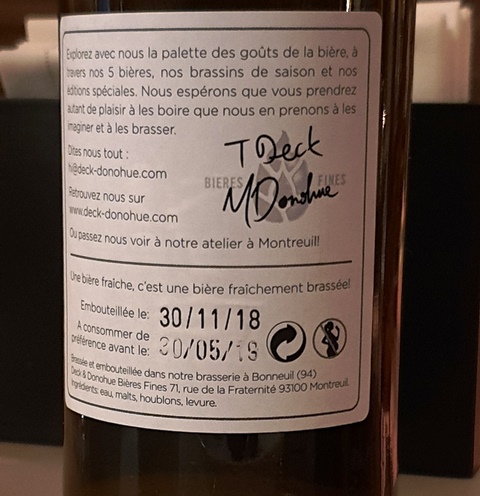 Explorez avec nous la palette des goûts de la bière, à
travers nos 5 bières, nos brassins de saison et nos
éditions spéciales. Nous espérons que vous prendrez
autant de plaisir à les boire que nous en prenons à les
imaginer et à les brasser.
Dites nous tout :
hi@deck-donohue.com
Retrouvez nous sur
www.deck-donohue.com
T Deck
BIERES FINES
M Donohue
Ou passez nous voir à notre atelier à Montreuil!
Une bière fraîche, c'est une bière fraîchement brassée!
Embouteillée le: 30/11/18
A consommer de
préférence avant le: 30/05/19
Brassée et embouteillée dans notre brasserie à Bonneuil (94)
Deck & Donohue Bières Fines 71, rue de la Fraternité 93100 Montreuil.
Ingrédients: eau, malts, houblons, levure.